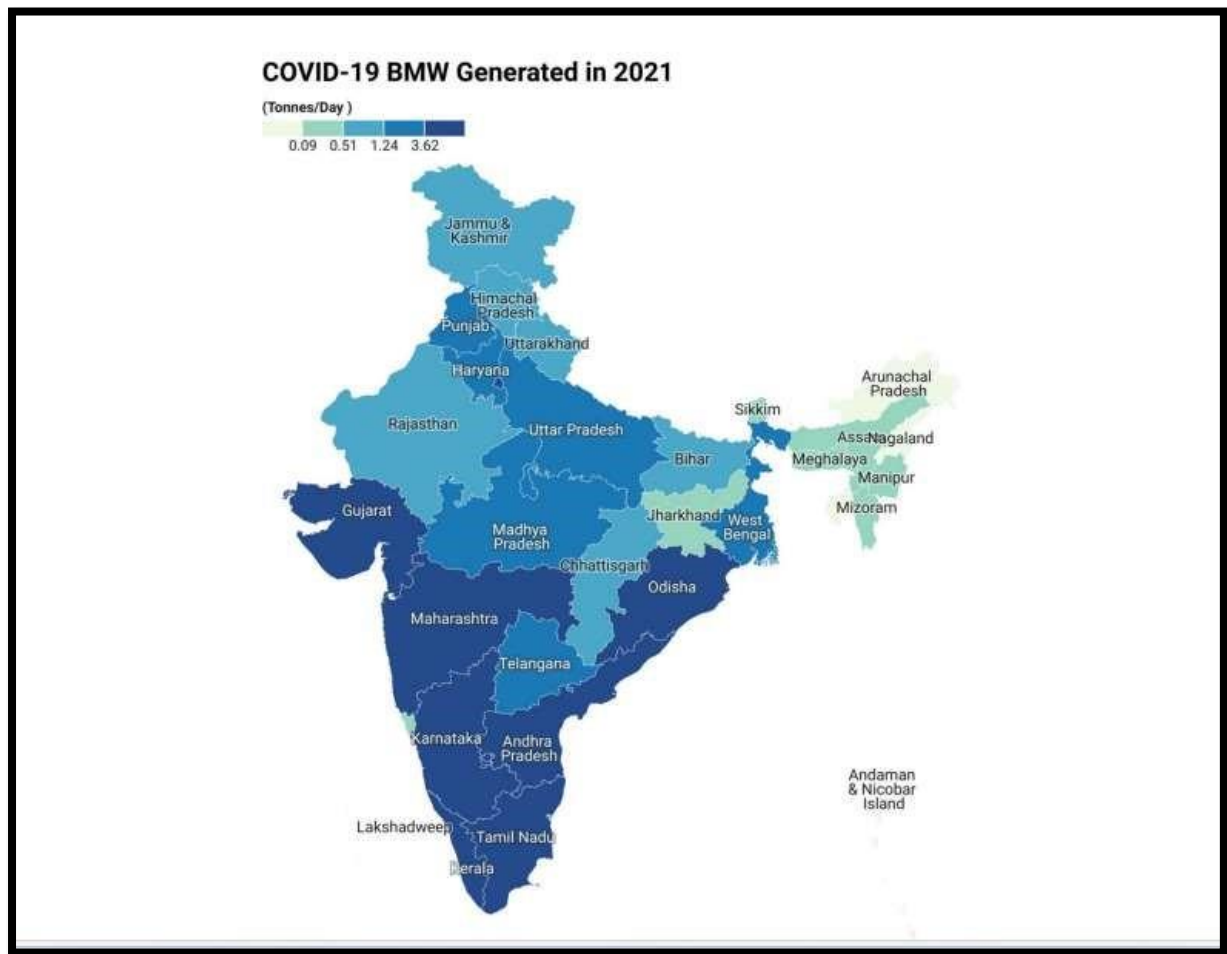 COVID-19 BMW Generated in 2021
(Tonnes/Day )
0.09 0.51 1.24 3.62
Jammu &
Kashmir
Himachal
Pradesh
Punjab
Uttarakhand
Haryana
Arunachal
Pradesh
Sikkim
Rajasthan
Uttar Pradesh
Assam
Nagaland
Bihar
Meghalaya
Manipur
Mizoram
Gujarat
Jharkhand
West
Bengal
Madhya
Pradesh
Chhattisgarh
Odisha
Maharashtra
Telangana
Karnataka
Andhra
Pradesh
Andaman
& Nicobar
Island
Lakshadweep
Tamil Nadu
Kerala